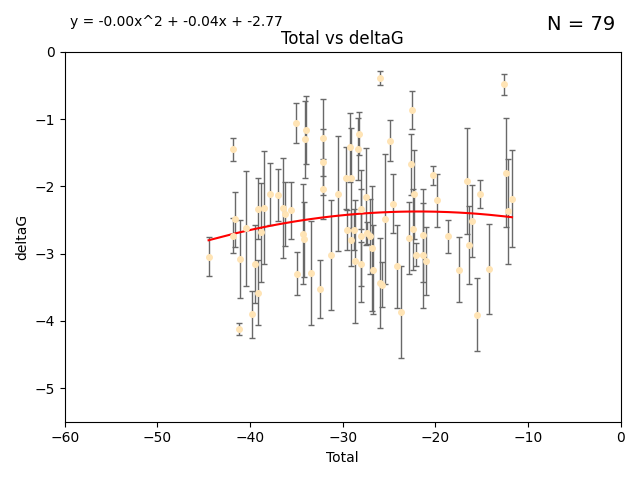 y = -0.00x^2 + -0.04x + -2.77
N = 79
Total vs deltaG
0
−1
−2
−3
−4
−5
deltaG
−60
−50
−40
−30
−20
−10
0
Total